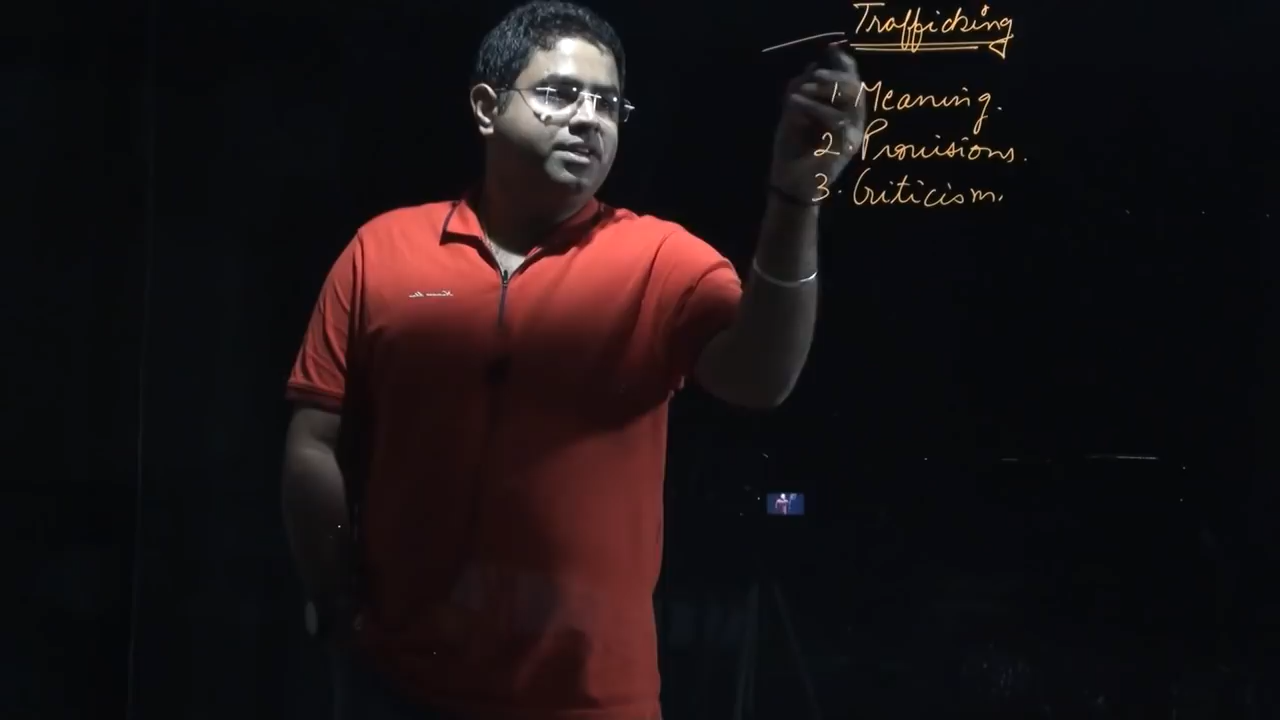 Trafficking
1. Meaning.
2. Provisions.
3. Criticism.